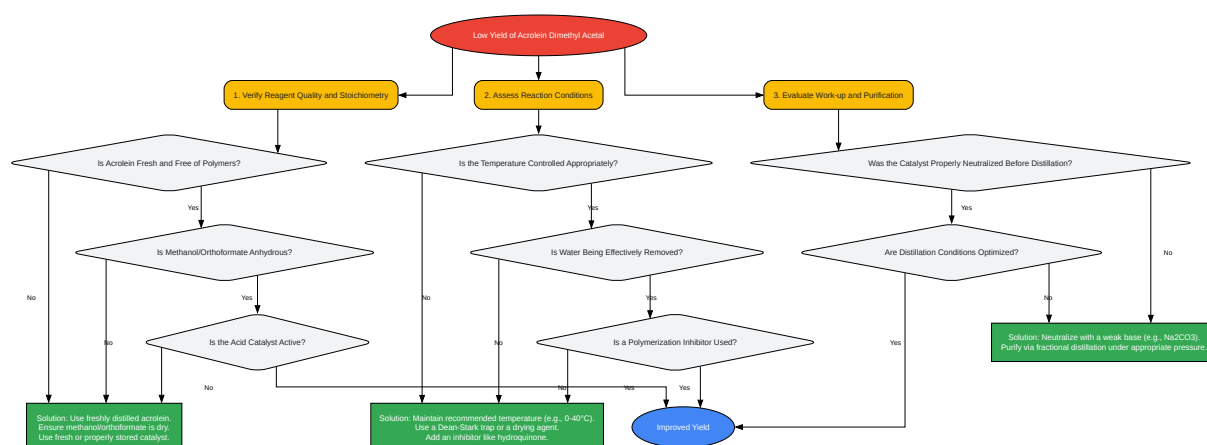 Low Yield of Acrolein Dimethyl Acetal
1. Verify Reagent Quality and Stoichiometry
2. Assess Reaction Conditions
3. Evaluate Work-up and Purification
Is Acrolein Fresh and Free of Polymers?
Is the Temperature Controlled Appropriately?
Was the Catalyst Properly Neutralized Before Distillation?
Yes
Yes
Yes
Is Methanol/Orthoformate Anhydrous?
Is Water Being Effectively Removed?
Are Distillation Conditions Optimized?
No
No
Yes
No
Yes
No
Is the Acid Catalyst Active?
Is a Polymerization Inhibitor Used?
No
No
Yes
Solution: Neutralize with a weak base (e.g., Na2CO3).
Purify via fractional distillation under appropriate pressure.
No
No
Yes
Yes
Solution: Use freshly distilled acrolein.
Ensure methanol/orthoformate is dry.
Use fresh or properly stored catalyst.
Solution: Maintain recommended temperature (e.g., 0-40°C).
Use a Dean-Stark trap or a drying agent.
Add an inhibitor like hydroquinone.
Improved Yield